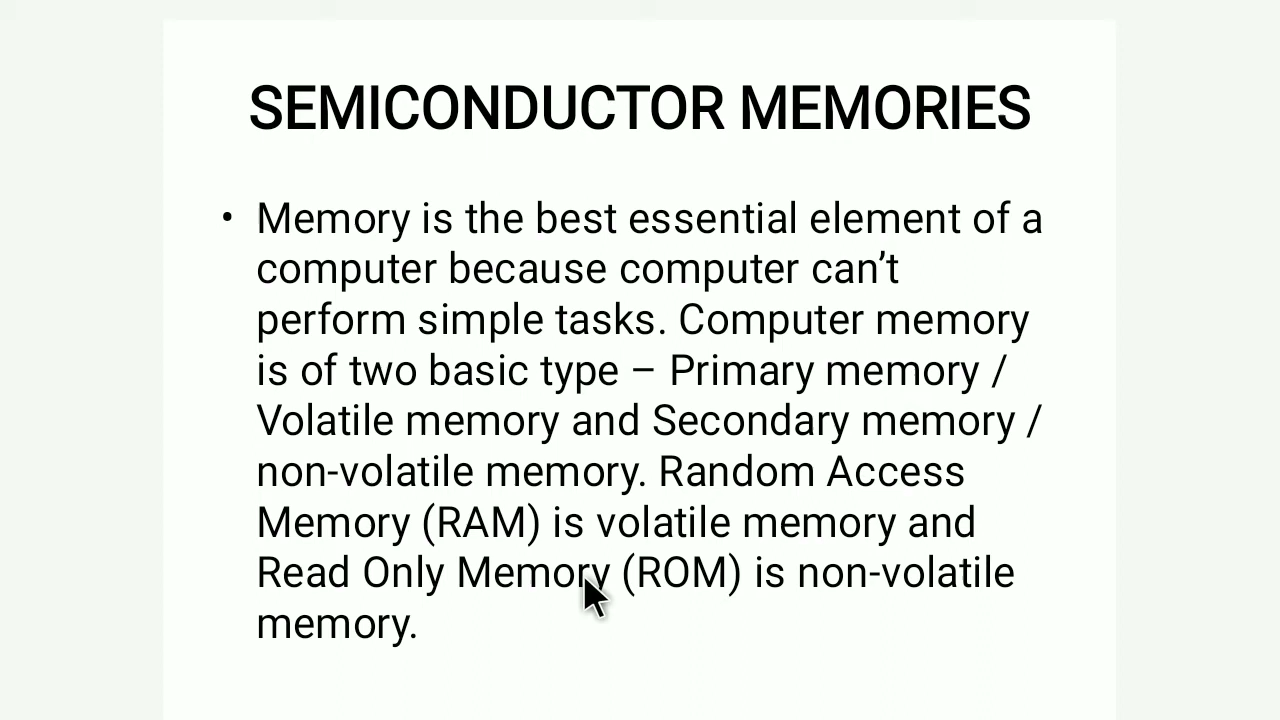 SEMICONDUCTOR MEMORIES
• Memory is the best essential element of a
computer because computer can’t
perform simple tasks. Computer memory
is of two basic type – Primary memory /
Volatile memory and Secondary memory /
non-volatile memory. Random Access
Memory (RAM) is volatile memory and
Read Only Memory (ROM) is non-volatile
memory.